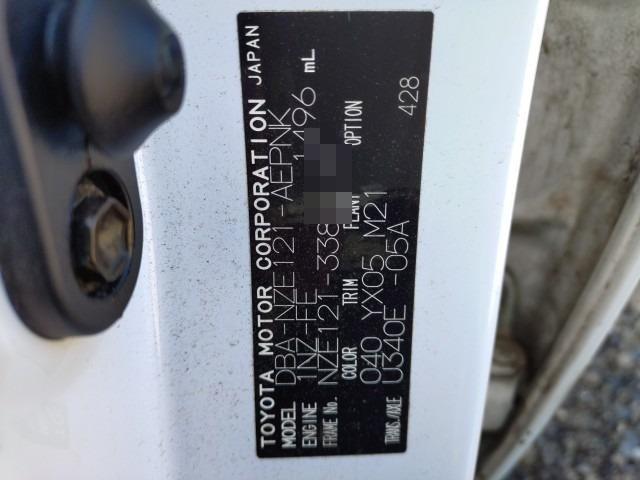 TOYOTA MOTOR CORPORATION JAPAN
MODEL DBA-NZE121-AEPNK
ENGINE 1NZ-FE 1496 mL
FRAME No. NZE121-338
COLOR TRIM PLANT OPTION
040 YX05 M21
TRANS./AXLE U340E -05A 428